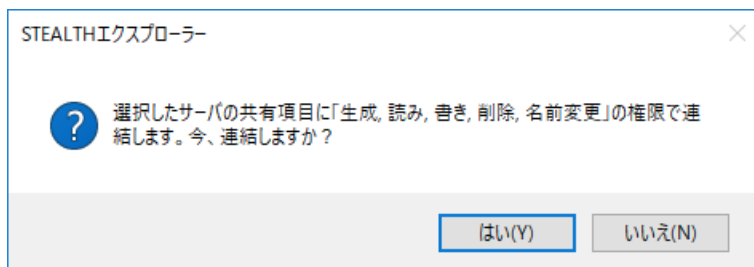 STEALTHエクスプローラー
選択したサーバの共有項目に「生成, 読み, 書き, 削除, 名前変更」の権限で連
結します。今、連結しますか？
はい(Y)
いいえ(N)